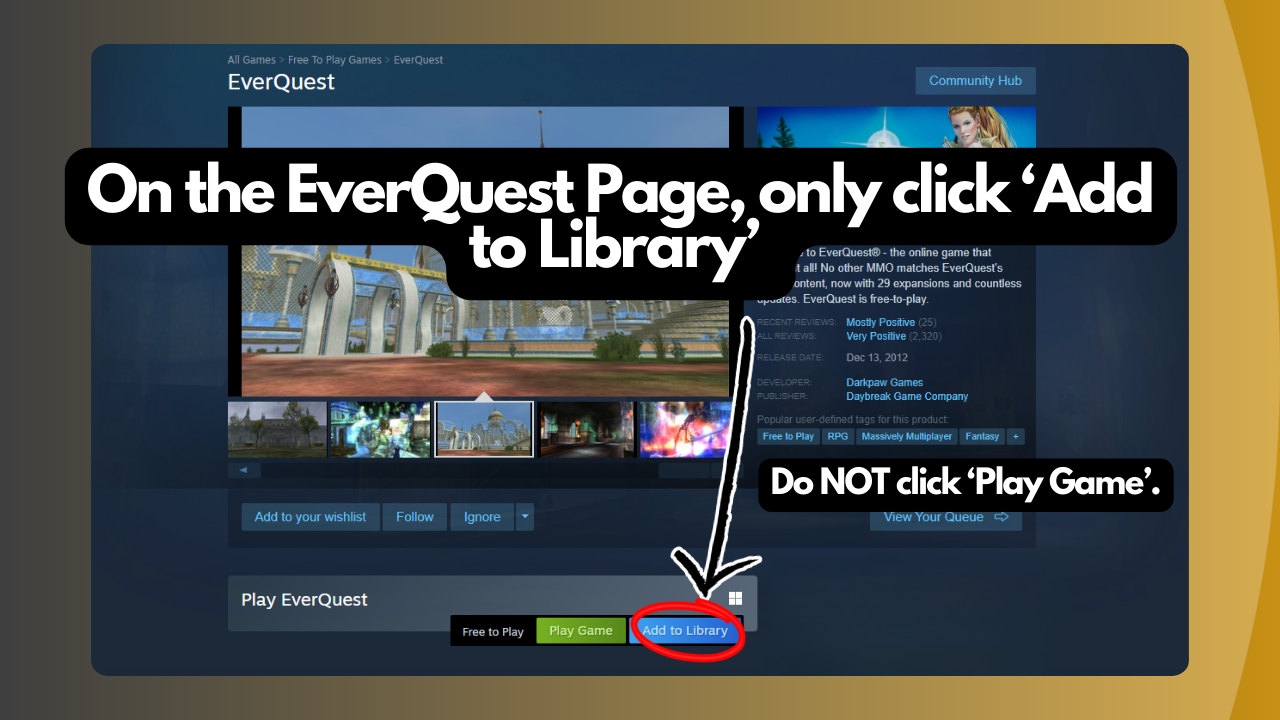 All Games > Free To Play Games > EverQuest
EverQuest
Community Hub
On the EverQuest Page, only click ‘Add
to Library’
to EverQuest® - the online game that
it all! No other MMO matches EverQuest's
content, now with 29 expansions and countless
updates. EverQuest is free-to-play.
RECENT REVIEWS: Mostly Positive (25)
ALL REVIEWS: Very Positive (2,320)
RELEASE DATE: Dec 13, 2012
DEVELOPER: Darkpaw Games
PUBLISHER: Daybreak Game Company
Popular user-defined tags for this product:
Free to Play RPG Massively Multiplayer Fantasy +
Do NOT click ‘Play Game’.
Add to your wishlist Follow Ignore View Your Queue
Play EverQuest
Free to Play Play Game Add to Library